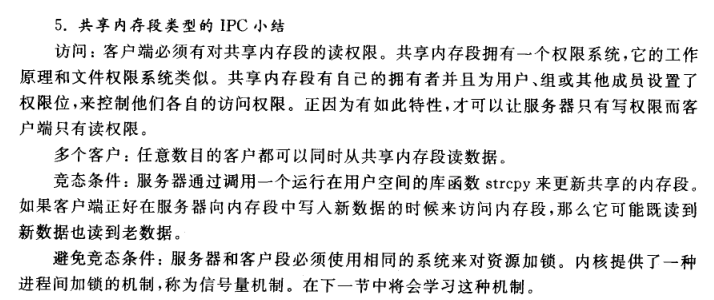 5. 共享内存段类型的 IPC 小结
访问：客户端必须有对共享内存段的读权限。共享内存段拥有一个权限系统，它的工作
原理和文件权限系统类似。共享内存段有自己的拥有者并且为用户、组或其他成员设置了
权限位，来控制他们各自的访问权限。正因为有如此特性，才可以让服务器只有写权限而客
户端只有读权限。
多个客户：任意数目的客户都可以同时从共享内存段读数据。
竞态条件：服务器通过调用一个运行在用户空间的库函数 strcpy 来更新共享的内存段。
如果客户端正好在服务器向内存段中写入新数据的时候来访问内存段，那么它可能既读到
新数据也读到老数据。
避免竞态条件：服务器和客户段必须使用相同的系统来对资源加锁。内核提供了一种
进程间加锁的机制，称为信号量机制。在下一节中将会学习这种机制。